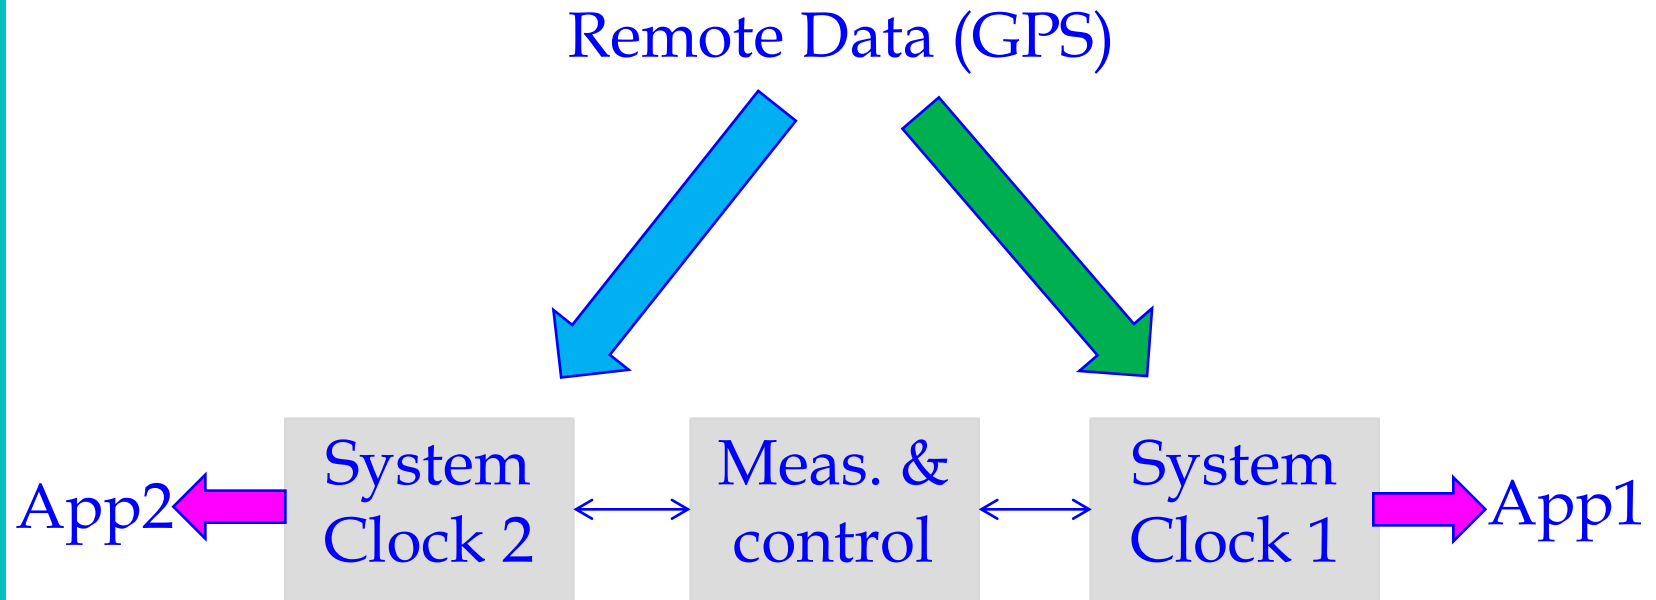 Remote Data (GPS)
App2
System
Clock 2
Meas. &
control
System
Clock 1
App1